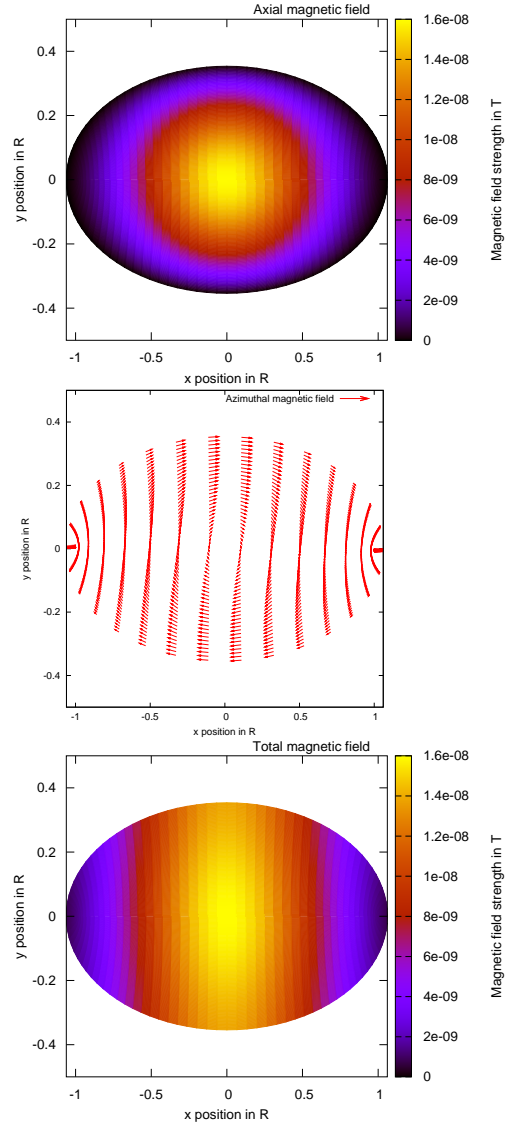 Axial magnetic field
0.4
0.2
0
-0.2
-0.4
y position in R
-1
-0.5
0
0.5
1
x position in R
1.6e-08
1.4e-08
1.2e-08
1e-08
8e-09
6e-09
4e-09
2e-09
0
Magnetic field strength in T
Azimuthal magnetic field
0.4
0.2
0
-0.2
-0.4
y position in R
-1
-0.5
0
0.5
1
x position in R
Total magnetic field
0.4
0.2
0
-0.2
-0.4
y position in R
-1
-0.5
0
0.5
1
x position in R
1.6e-08
1.4e-08
1.2e-08
1e-08
8e-09
6e-09
4e-09
2e-09
0
Magnetic field strength in T